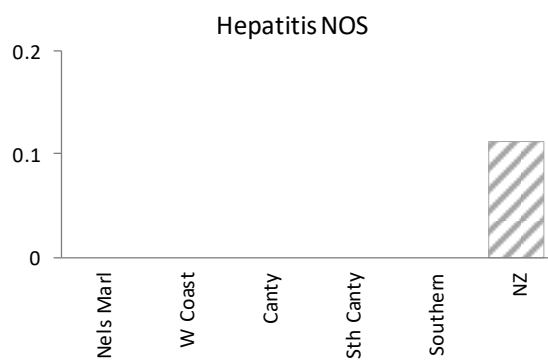 Hepatitis NOS
0.2
0.1
0
Nels Marl
W Coast
Canty
Sth Canty
Southern
NZ